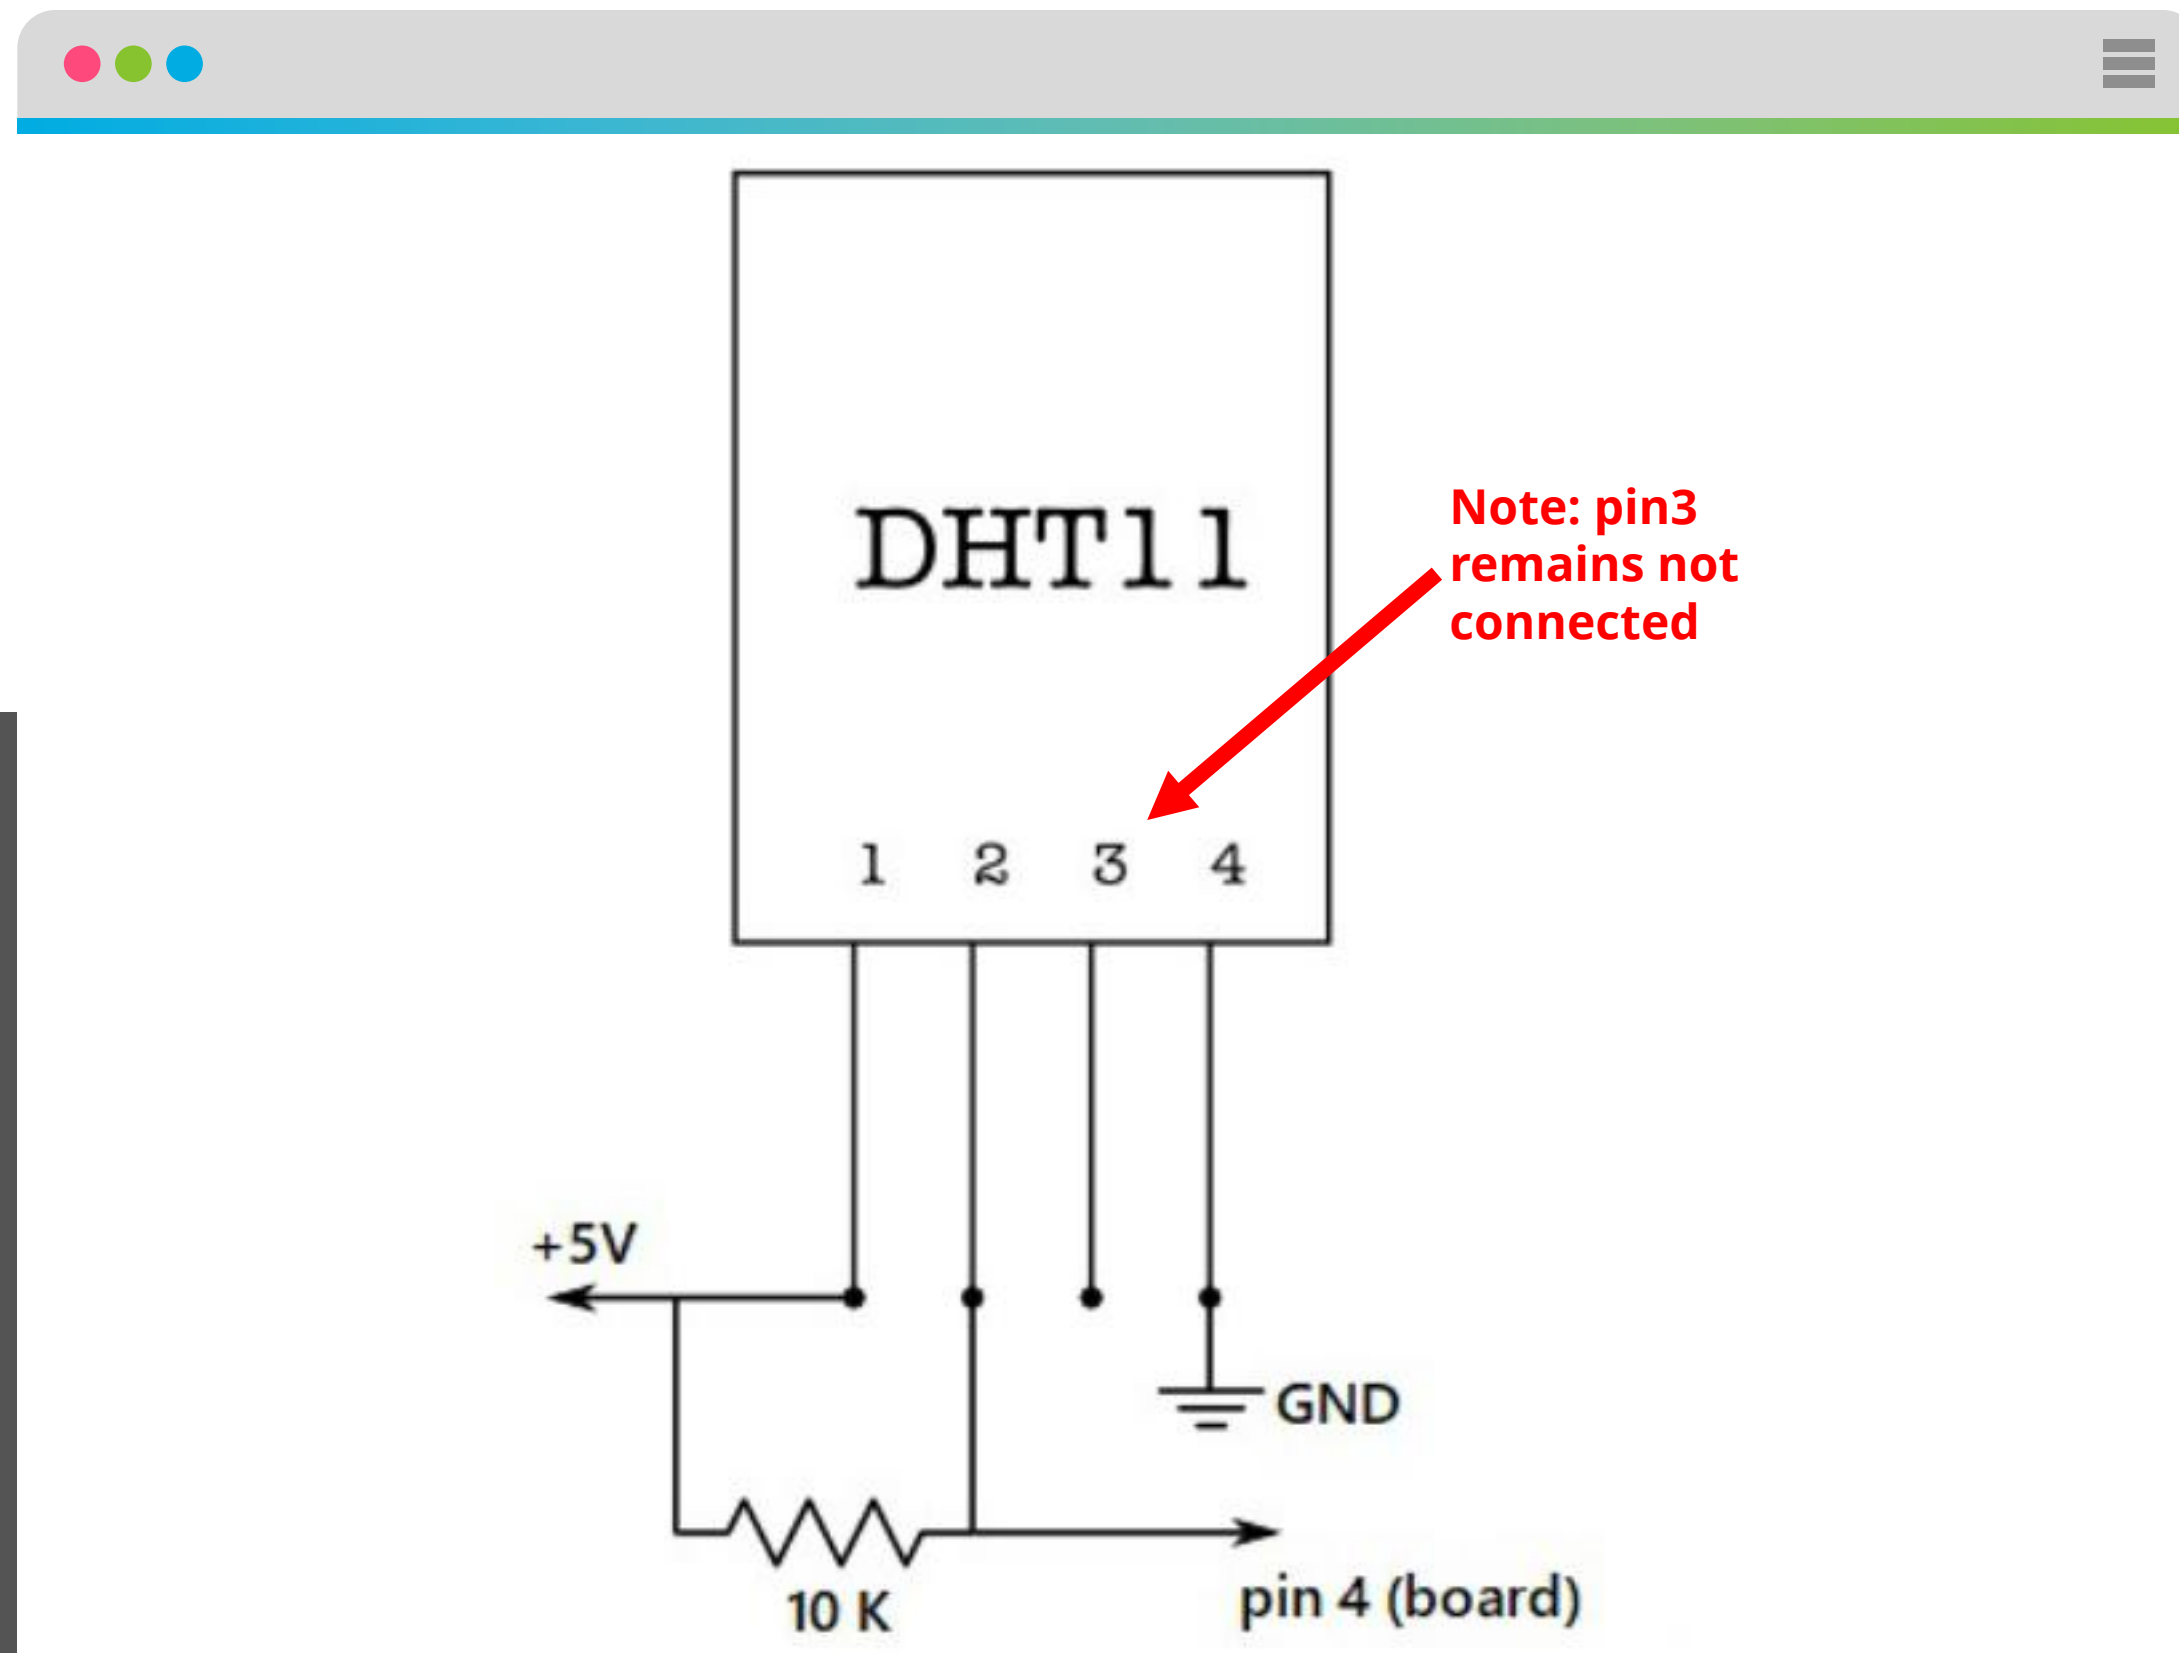 DHT11
Note: pin3
remains not
connected
1 2 3 4
+5V
GND
10 K
pin 4 (board)